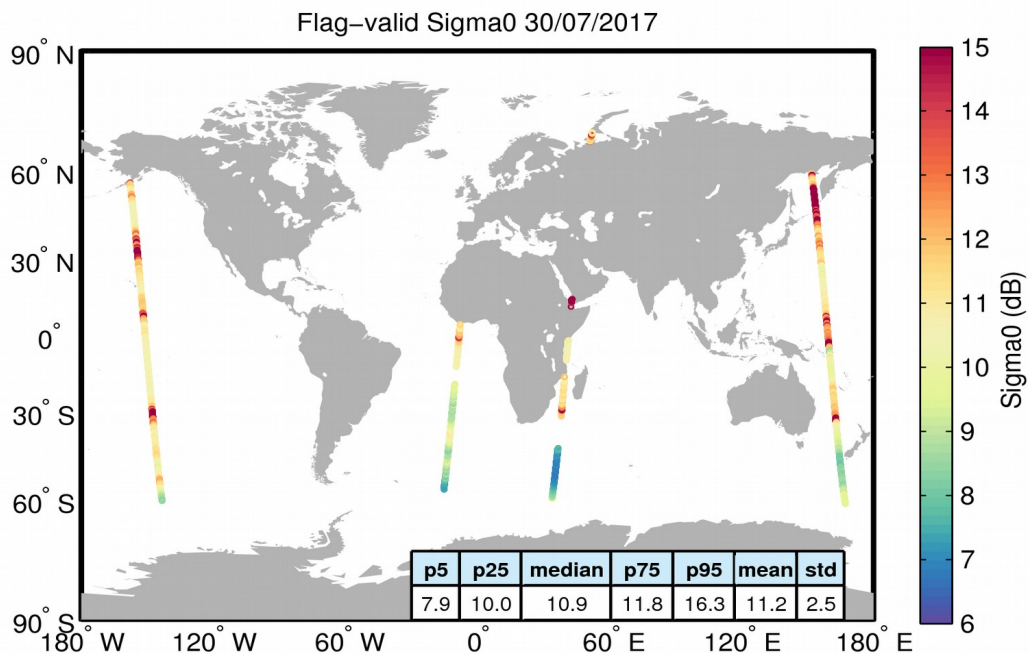 Flag−valid Sigma0 30/07/2017
90° N
60° N
30° N
0°
30° S
60° S
90° S
180° W
120° W
60° W
0°
60° E
120° E
180° E
15
14
13
12
11
10
9
8
7
6
Sigma0 (dB)
p5 p25 median p75 p95 mean std
7.9 10.0 10.9 11.8 16.3 11.2 2.5